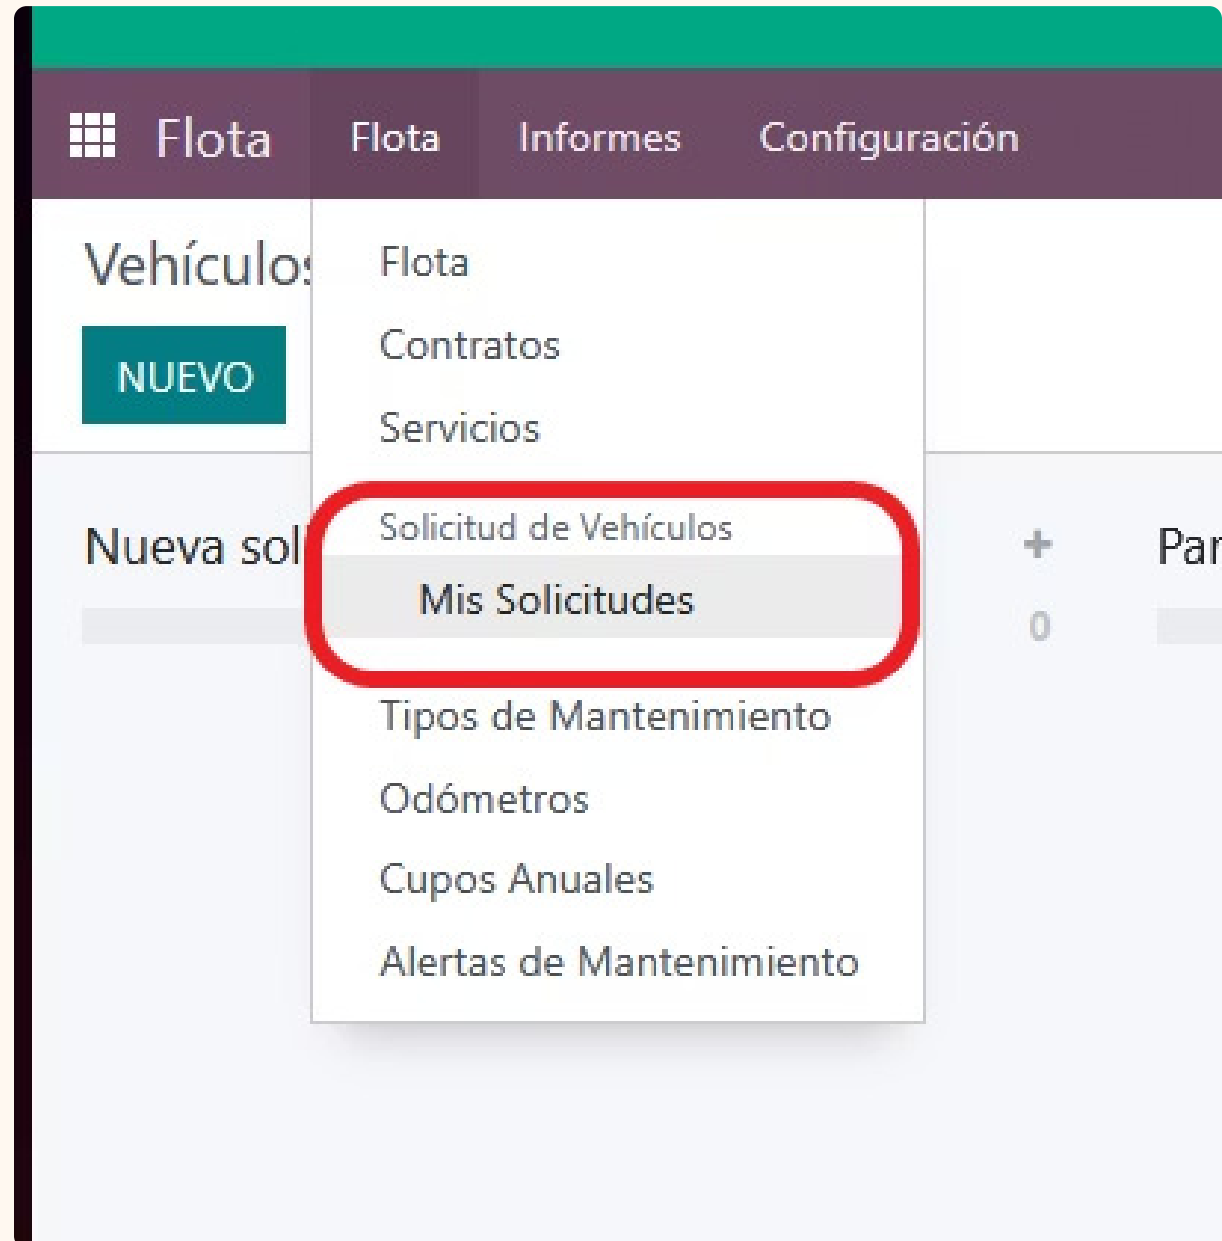 Flota Flota Informes Configuración
Vehículos
NUEVO
Flota
Contratos
Servicios
Solicitud de Vehículos
Mis Solicitudes
Tipos de Mantenimiento
Odómetros
Cupos Anuales
Alertas de Mantenimiento
Nueva sol
+
0
Par